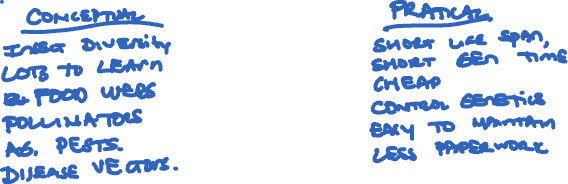 CONCEPTUAL
INSECT DIVERSITY
LOTS TO LEARN
FOOD WEBS
POLLINATORS
AG. PESTS.
DISEASE VECTORS.
PRATICAL
SHORT LIFE SPAN,
SHORT GEN TIME
CHEAP
CONTROL GENETICS
EASY TO MAINTAIN
LESS PAPERWORK